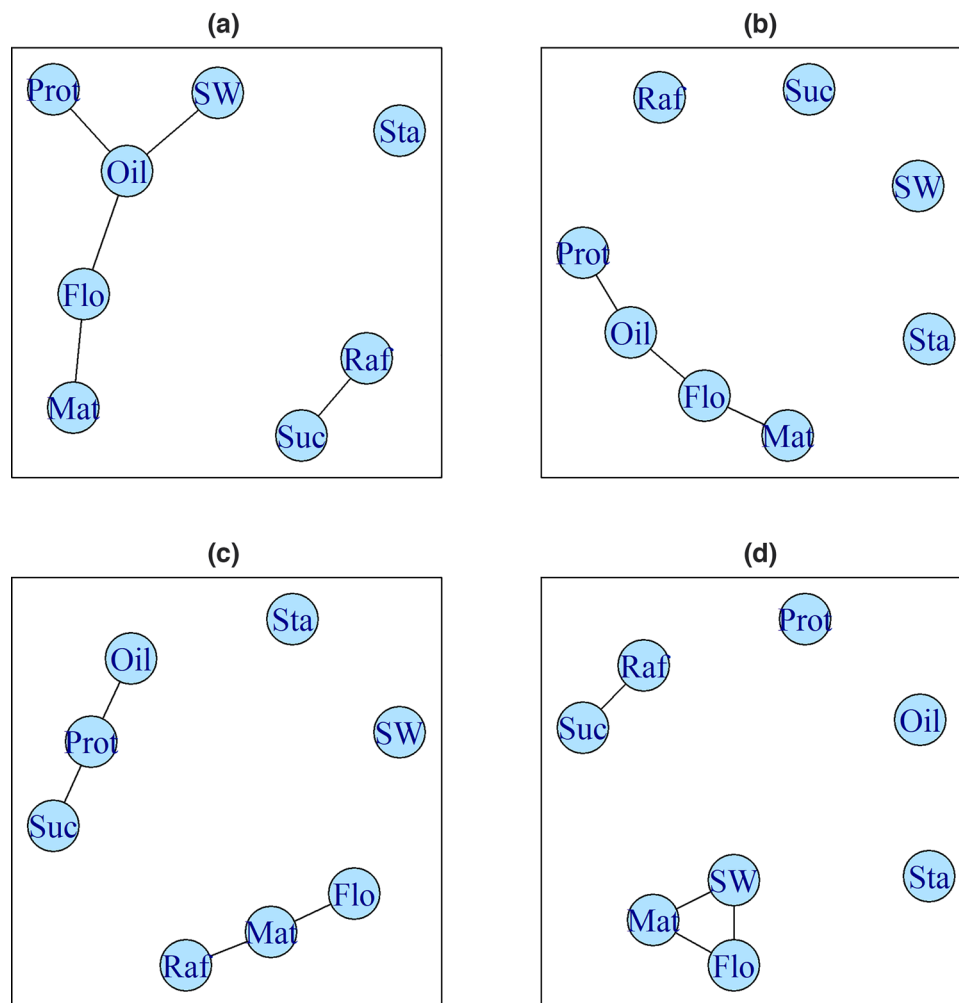 (a)
Prot
SW
Sta
Oil
Flo
Raf
Mat
Suc
(b)
Raf
Suc
SW
Prot
Oil
Sta
Flo
Mat
(c)
Sta
Oil
SW
Prot
Suc
Flo
Mat
Raf
(d)
Prot
Raf
Oil
Suc
SW
Sta
Mat
Flo